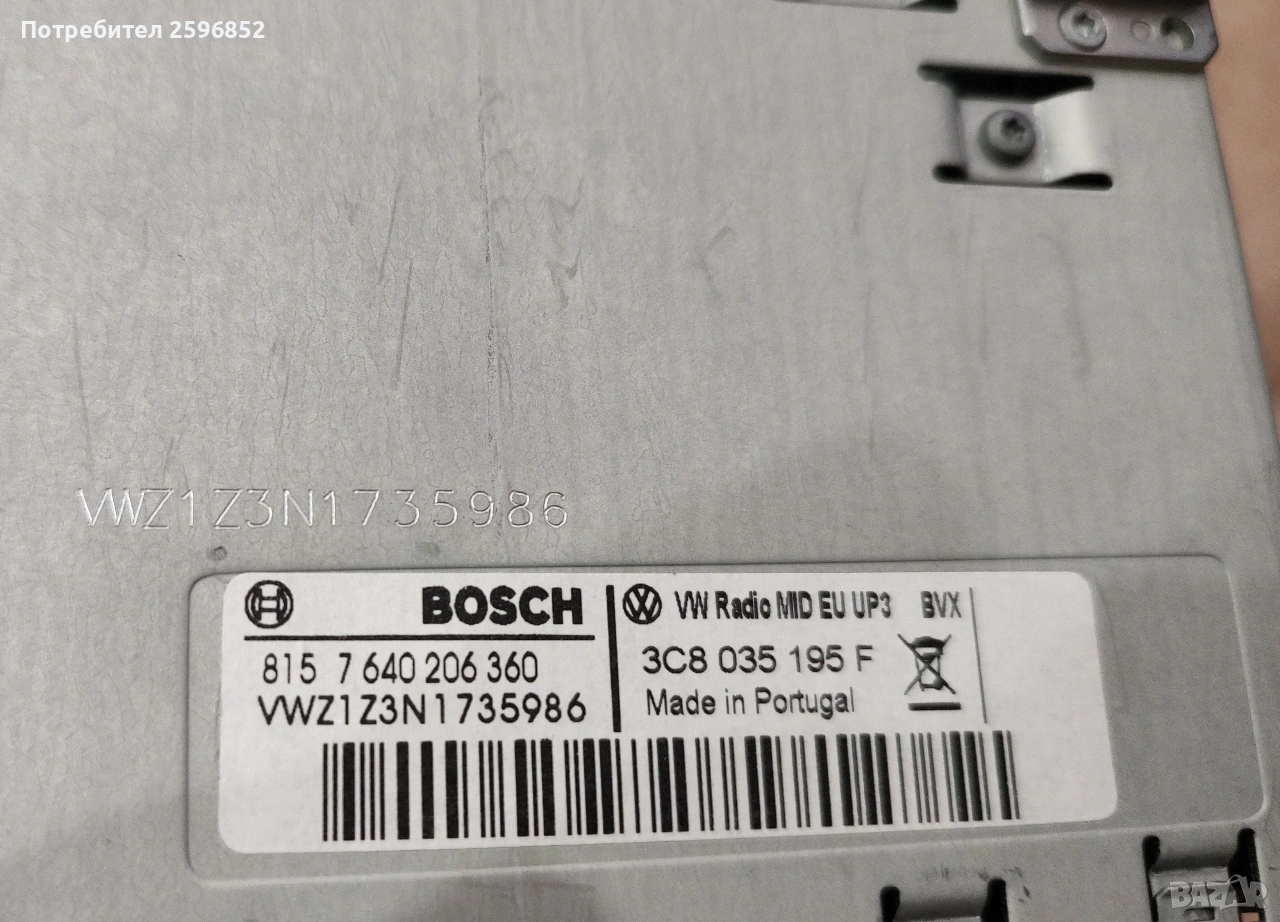 Потребител 2596852
VWZ1Z3N1735986
BOSCH
815 7 640 206 360
VWZ1Z3N1735986
VW Radio MID EU UP3 BVX
3C8 035 195 F
Made in Portugal
BAZAR